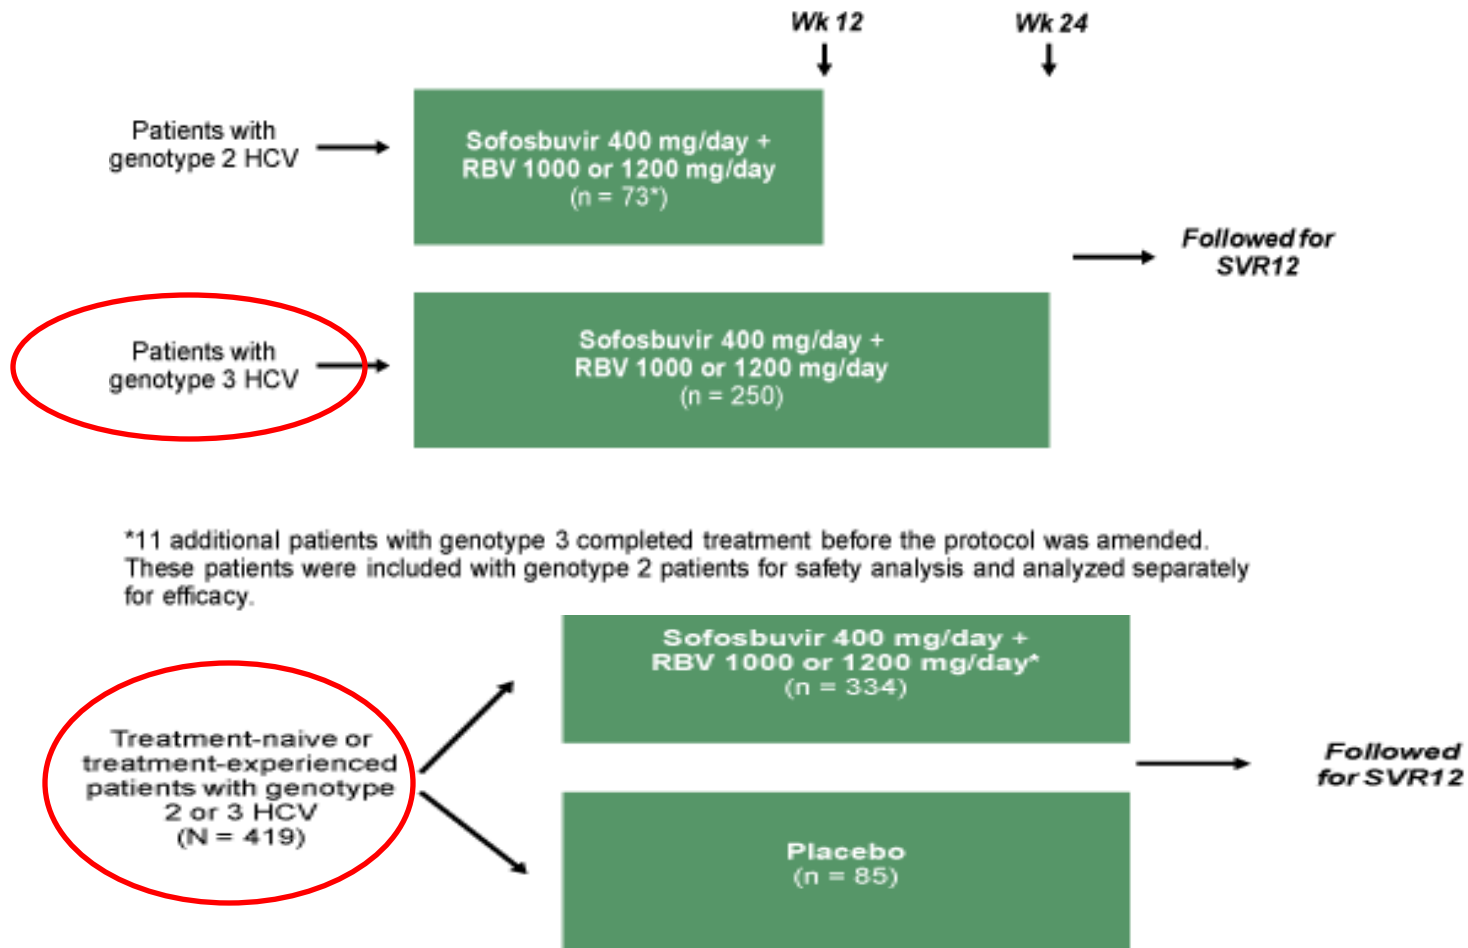 Wk 12
Wk 24
Patients with
genotype 2 HCV
Sofosbuvir 400 mg/day +
RBV 1000 or 1200 mg/day
(n = 73*)
Followed for
SVR12
Patients with
genotype 3 HCV
Sofosbuvir 400 mg/day +
RBV 1000 or 1200 mg/day
(n = 250)
*11 additional patients with genotype 3 completed treatment before the protocol was amended.
These patients were included with genotype 2 patients for safety analysis and analyzed separately
for efficacy.
Sofosbuvir 400 mg/day +
RBV 1000 or 1200 mg/day*
(n = 334)
Treatment-naive or
treatment-experienced
patients with genotype
2 or 3 HCV
(N = 419)
Followed
for SVR12
Placebo
(n = 85)